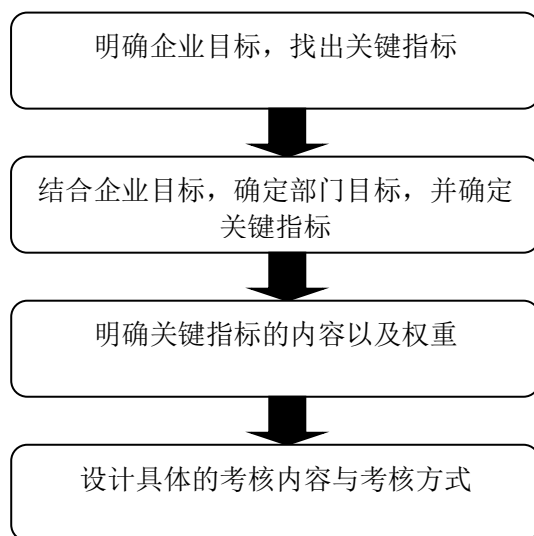 明确企业目标，找出关键指标
结合企业目标，确定部门目标，并确定
关键指标
明确关键指标的内容以及权重
设计具体的考核内容与考核方式